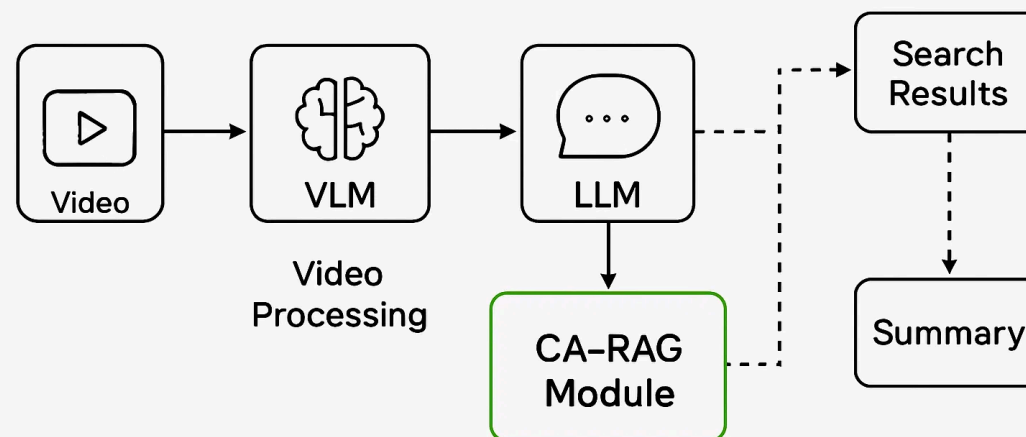 Video
VLM
LLM
Search
Results
Video
Processing
CA–RAG
Module
Summary